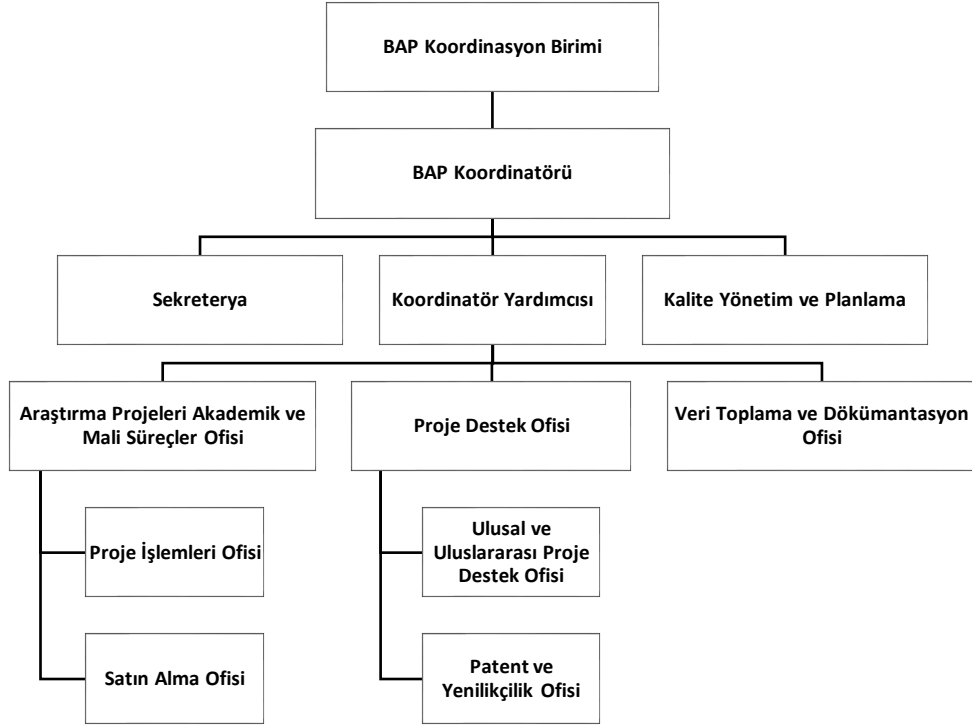 BAP Koordinasyon Birimi
BAP Koordinatörü
Sekreterya
Koordinatör Yardımcısı
Kalite Yönetim ve Planlama
Araştırma Projeleri Akademik ve
Mali Süreçler Ofisi
Proje Destek Ofisi
Veri Toplama ve Dökümantasyon
Ofisi
Proje İşlemleri Ofisi
Ulusal ve
Uluslararası Proje
Destek Ofisi
Satın Alma Ofisi
Patent ve
Yenilikçilik Ofisi